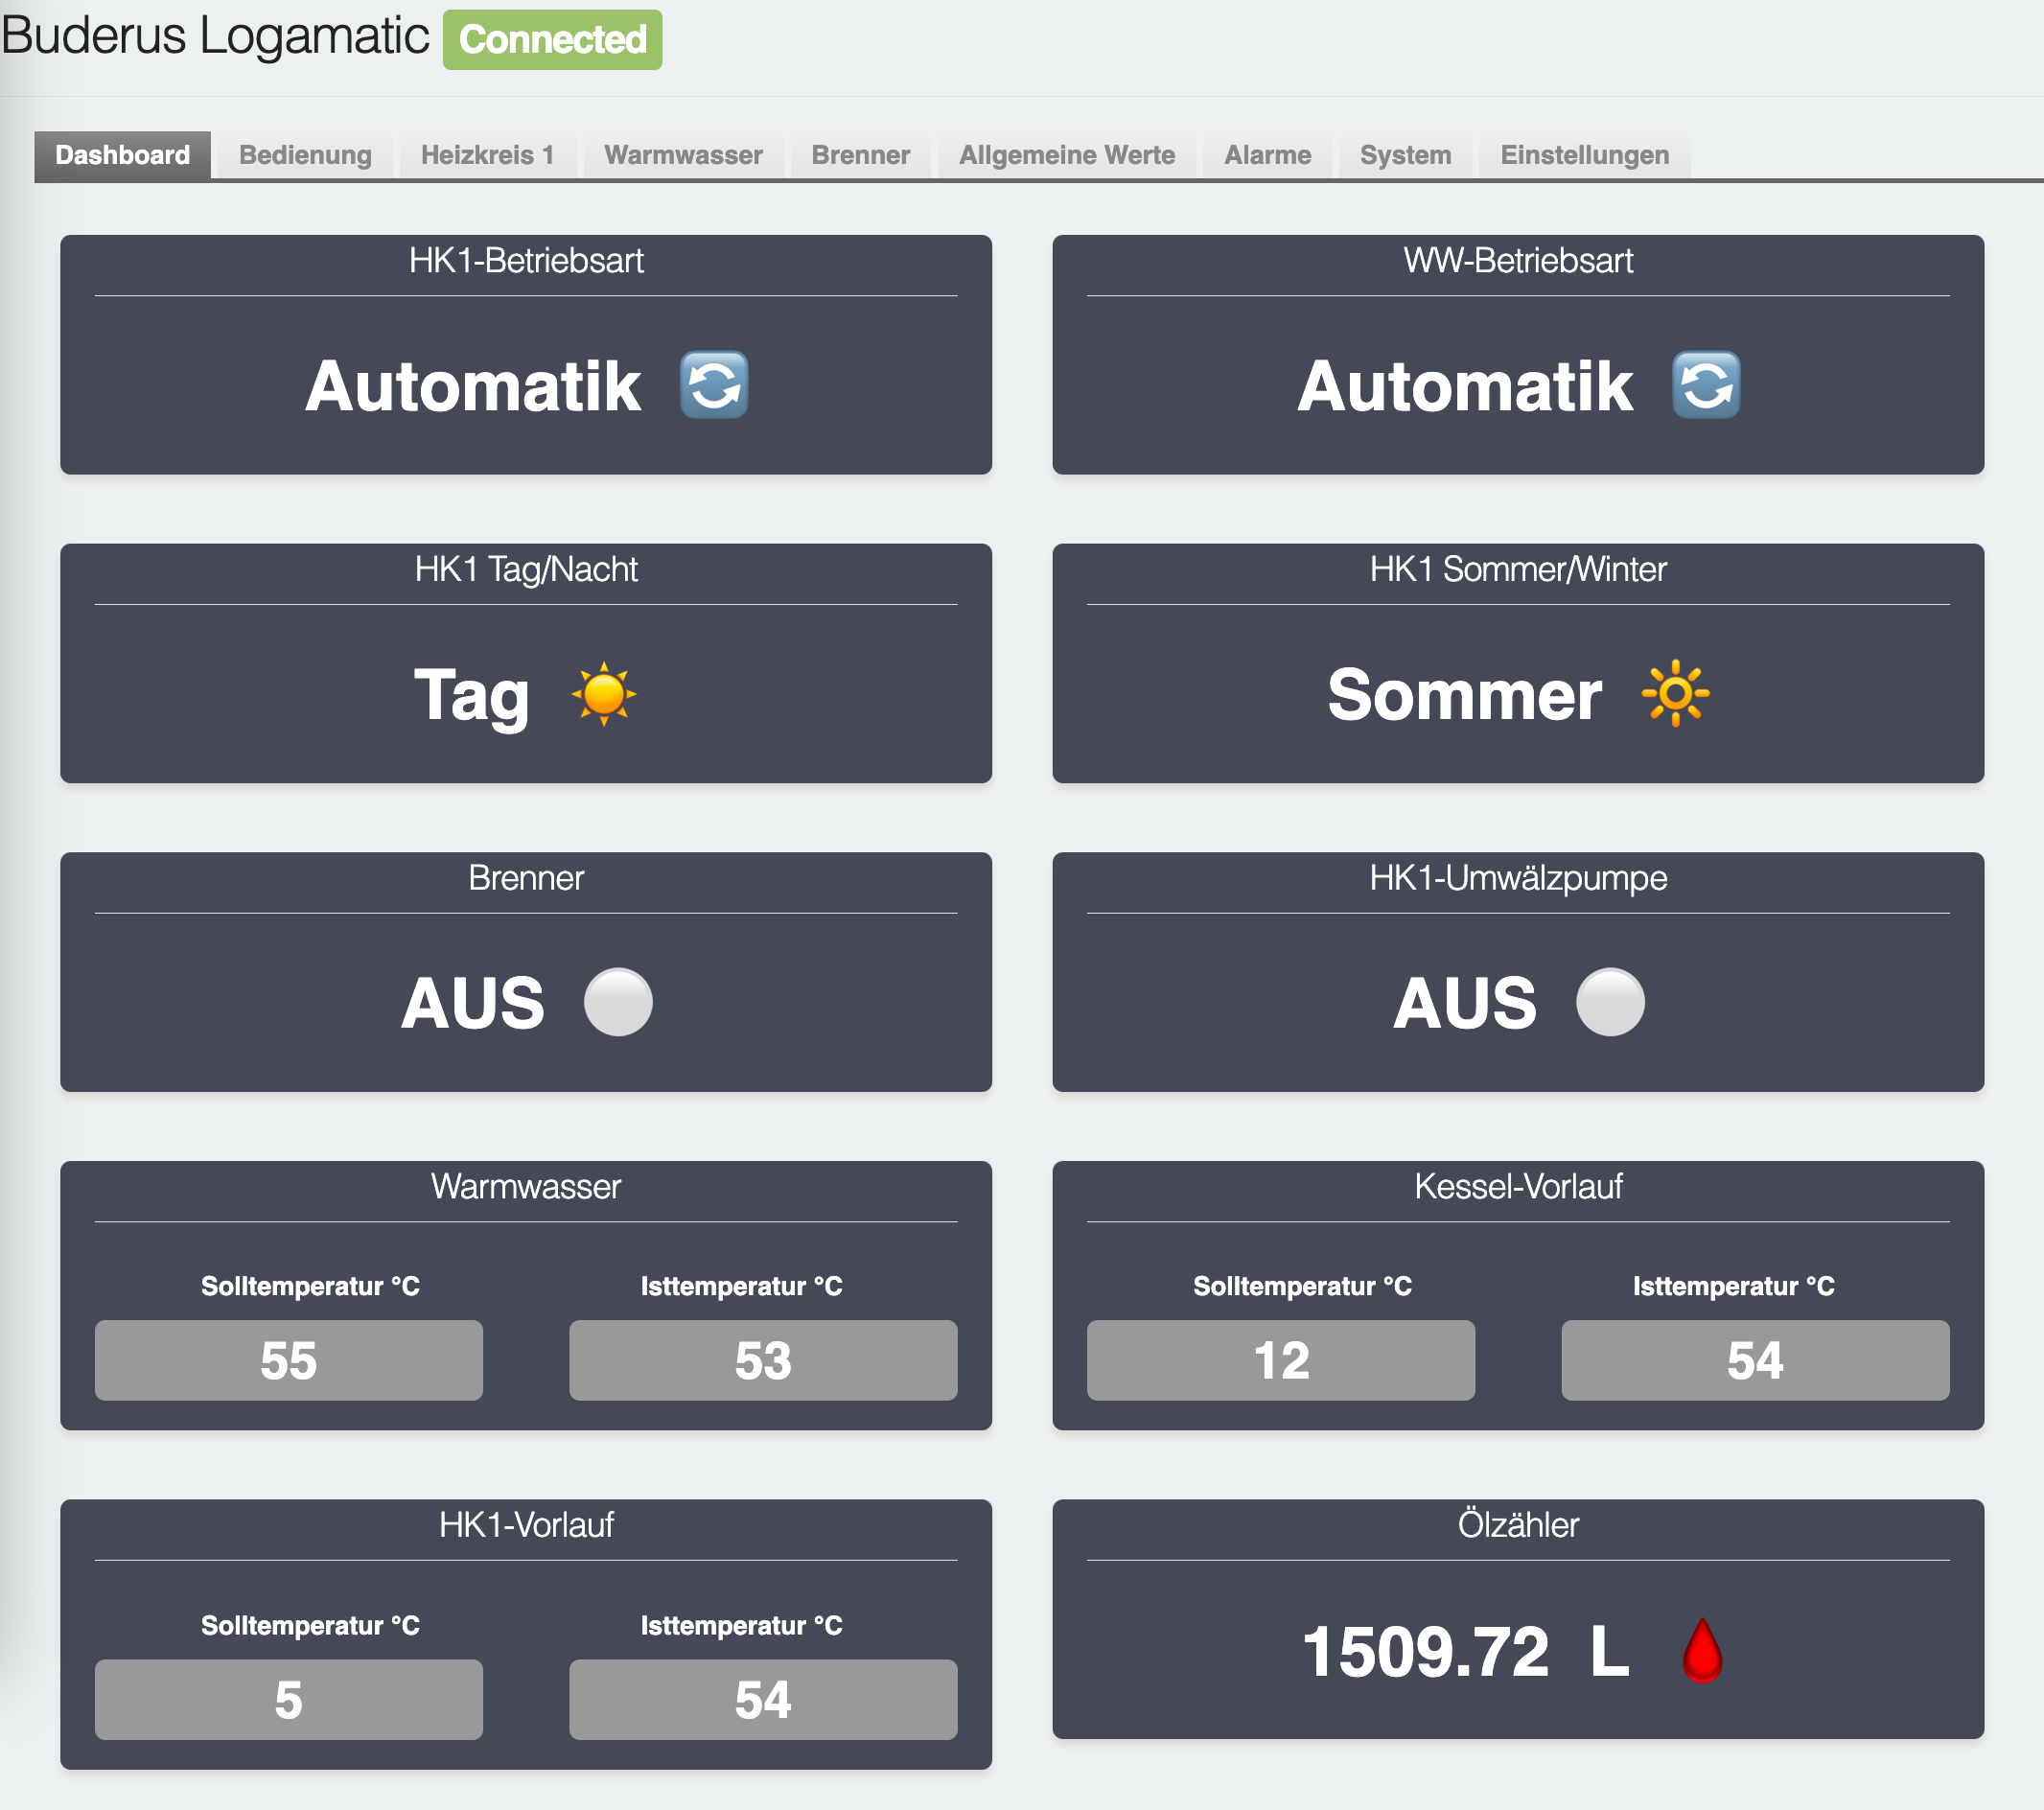 Buderus Logamatic Connected
Dashboard Bedienung Heizkreis 1 Warmwasser Brenner Allgemeine Werte Alarme System Einstellungen
HK1-Betriebsart
Automatik
WW-Betriebsart
Automatik
HK1 Tag/Nacht
Tag
HK1 Sommer/Winter
Sommer
Brenner
AUS
HK1-Umwälzpumpe
AUS
Warmwasser
Solltemperatur °C Isttemperatur °C
55 53
Kessel-Vorlauf
Solltemperatur °C Isttemperatur °C
12 54
HK1-Vorlauf
Solltemperatur °C Isttemperatur °C
5 54
Ölzähler
1509.72 L